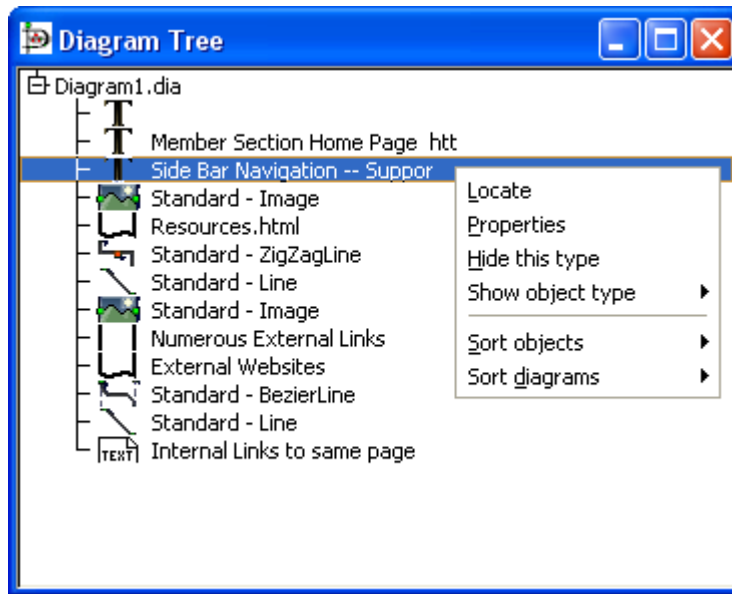 Diagram Tree
Diagram1.dia
T
T Member Section Home Page htt
T Side Bar Navigation -- Suppor
Standard - Image
Resources.html
Standard - ZigZagLine
Standard - Line
Standard - Image
Numerous External Links
External Websites
Standard - BezierLine
Standard - Line
TEXT Internal Links to same page
Locate
Properties
Hide this type
Show object type
Sort objects
Sort diagrams